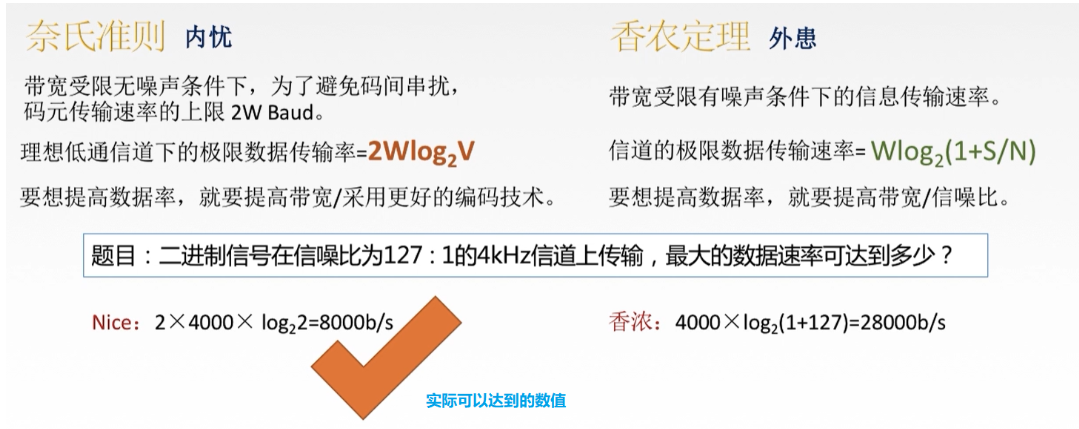 奈氏准则 内忧
带宽受限无噪声条件下，为了避免码间串扰，
码元传输速率的上限 2W Baud。
理想低通信道下的极限数据传输率=2Wlog₂V
要想提高数据率，就要提高带宽/采用更好的编码技术。
香农定理 外患
带宽受限有噪声条件下的信息传输速率。
信道的极限数据传输速率= Wlog₂(1+S/N)
要想提高数据率，就要提高带宽/信噪比。
题目：二进制信号在信噪比为127：1的4kHz信道上传输，最大的数据速率可达到多少？
Nice：2×4000× log₂2=8000b/s
香浓：4000×log₂(1+127)=28000b/s
实际可以达到的数值